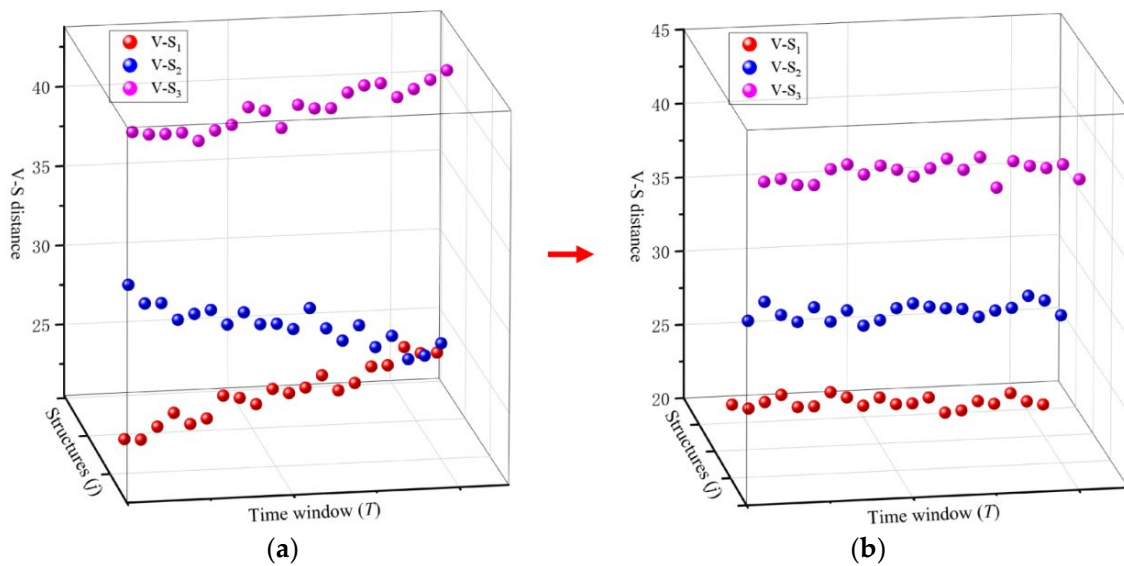 V-S1
V-S2
V-S3
40
35
30
25
V-S distance
Structures (j)
Time window (T)
(a)
V-S1
V-S2
V-S3
45
40
35
30
25
20
V-S distance
Structures (j)
Time window (T)
(b)